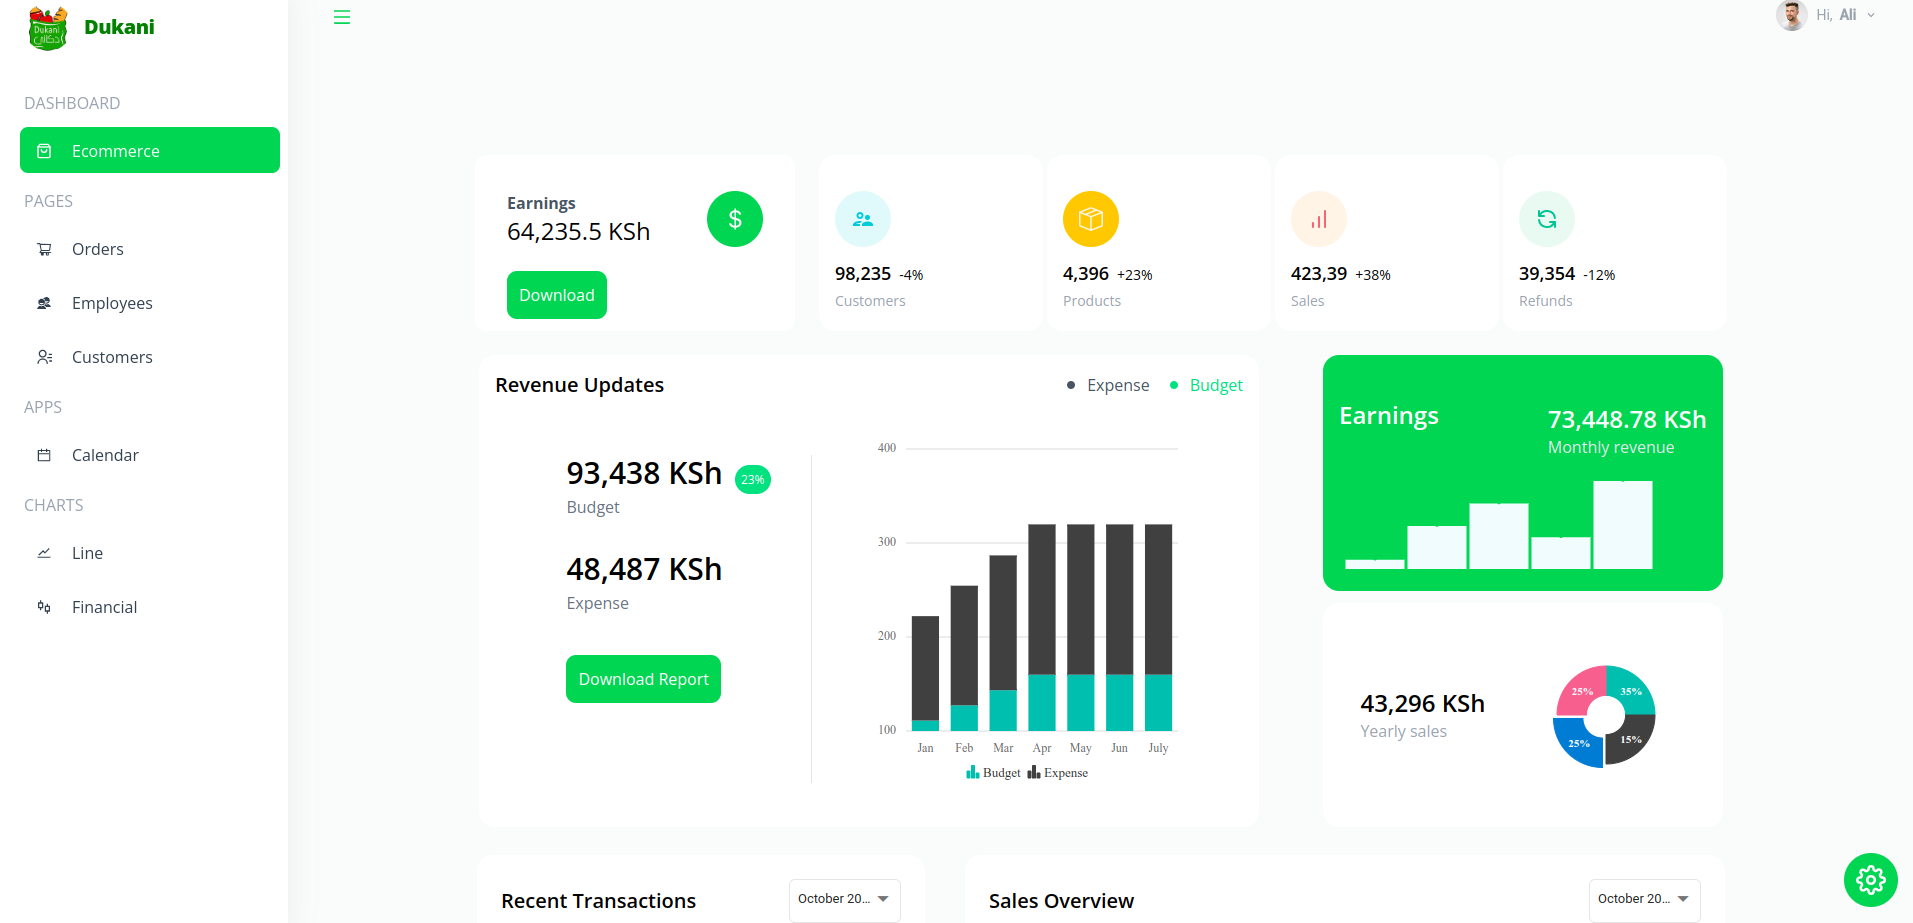 Dukani
دكاني
Dukani
Hi, Ali
DASHBOARD
Ecommerce
PAGES
Orders
Employees
Customers
APPS
Calendar
CHARTS
Line
Financial
Earnings
64,235.5 KSh
$
Download
98,235 -4%
Customers
4,396 +23%
Products
423,39 +38%
Sales
39,354 -12%
Refunds
Revenue Updates
Expense
Budget
93,438 KSh 23%
Budget
48,487 KSh
Expense
Download Report
400
300
200
100
Jan Feb Mar Apr May Jun July
Budget Expense
Earnings
73,448.78 KSh
Monthly revenue
43,296 KSh
Yearly sales
25% 35%
25% 15%
Recent Transactions
October 20...
Sales Overview
October 20...